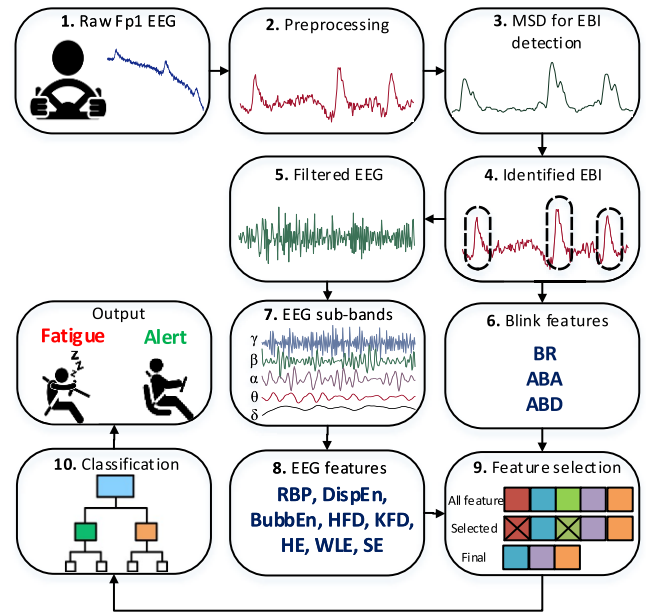 1. Raw Fp1 EEG
2. Preprocessing
3. MSD for EBI
detection
5. Filtered EEG
4. Identified EBI
Output
Fatigue
Alert
z
z
z
7. EEG sub-bands
γ
β
α
θ
δ
6. Blink features
BR
ABA
ABD
10. Classification
8. EEG features
RBP, DispEn,
BubbEn, HFD, KFD,
HE, WLE, SE
9. Feature selection
All feature
Selected
Final